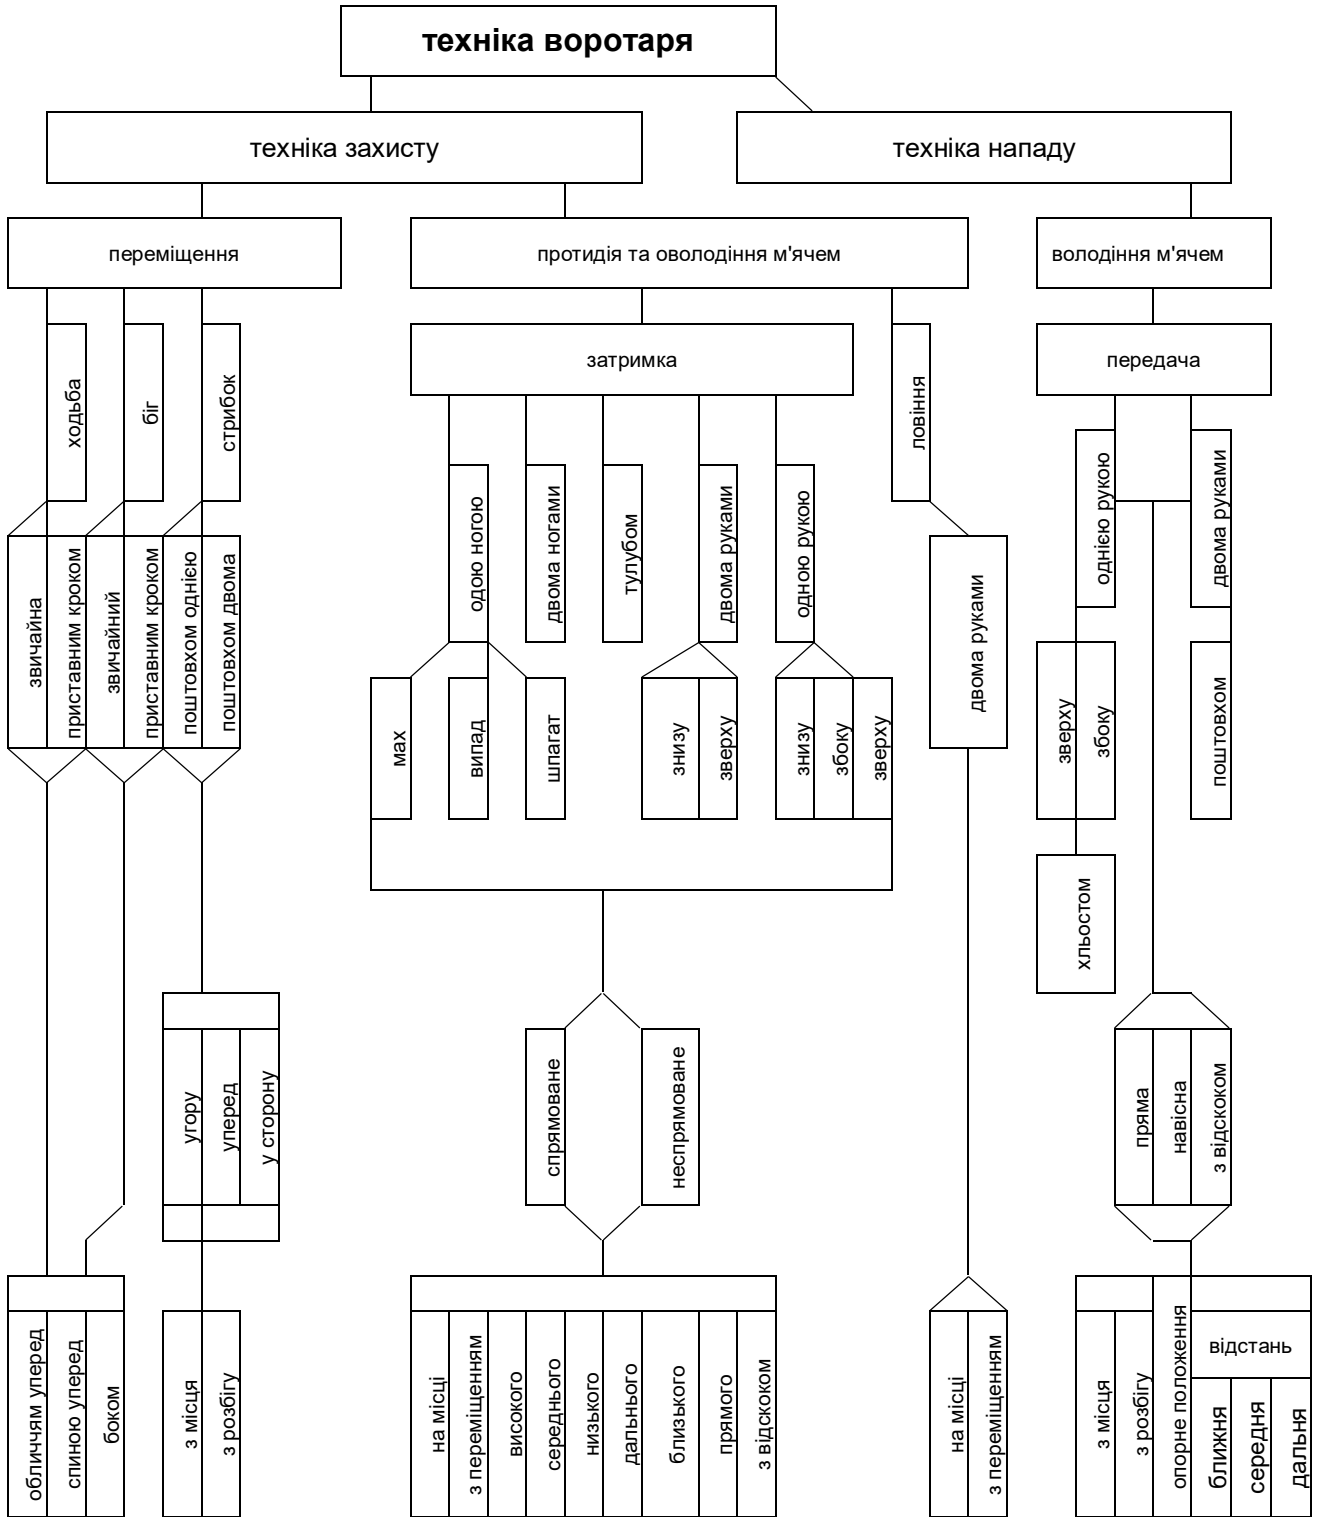 техніка воротаря
техніка захисту
техніка нападу
переміщення
протидія та оволодіння м'ячем
володіння м'ячем
ходьба
біг
стрибок
затримка
ловіння
передача
одою ногою
двома ногами
тулубом
двома руками
одною рукою
однією рукою
двома руками
звичайна
приставним кроком
звичайний
приставним кроком
поштовхом однією
поштовхом двома
двома руками
мах
випад
шпагат
знизу
зверху
знизу
збоку
зверху
зверху
збоку
поштовхом
хльостом
угору
уперед
у сторону
спрямоване
неспрямоване
пряма
навісна
з відскоком
обличчям уперед
спиною уперед
боком
з місця
з розбігу
на місці
з переміщенням
високого
середнього
низького
дальнього
близького
прямого
з відскоком
на місці
з переміщенням
з місця
з розбігу
опорне положення
відстань
ближня
середня
дальня